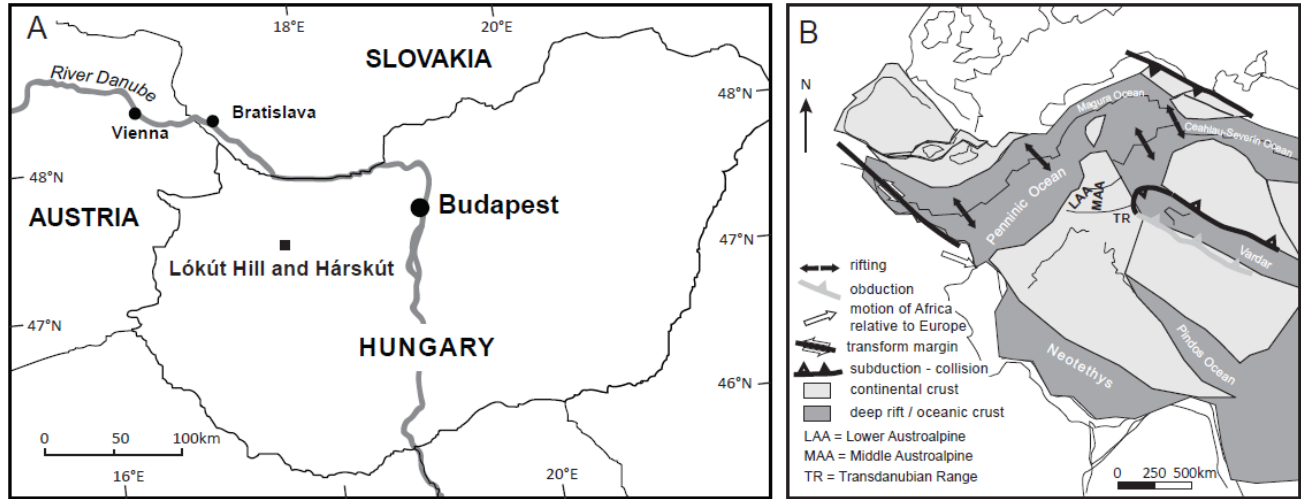 A
18°E
20°E
SLOVAKIA
River Danube
Bratislava
Vienna
48°N
48°N
AUSTRIA
Budapest
47°N
Lókút Hill and Hárskút
47°N
HUNGARY
46°N
0 50 100km
16°E
20°E
B
N
Magura Ocean
Ceahlau-Severin Ocean
Penninic Ocean
LAA
MAA
TR
Vardar
Pindos Ocean
Neotethys
rifting
obduction
motion of Africa
relative to Europe
transform margin
subduction - collision
continental crust
deep rift / oceanic crust
LAA = Lower Austroalpine
MAA = Middle Austroalpine
TR = Transdanubian Range
0 250 500km